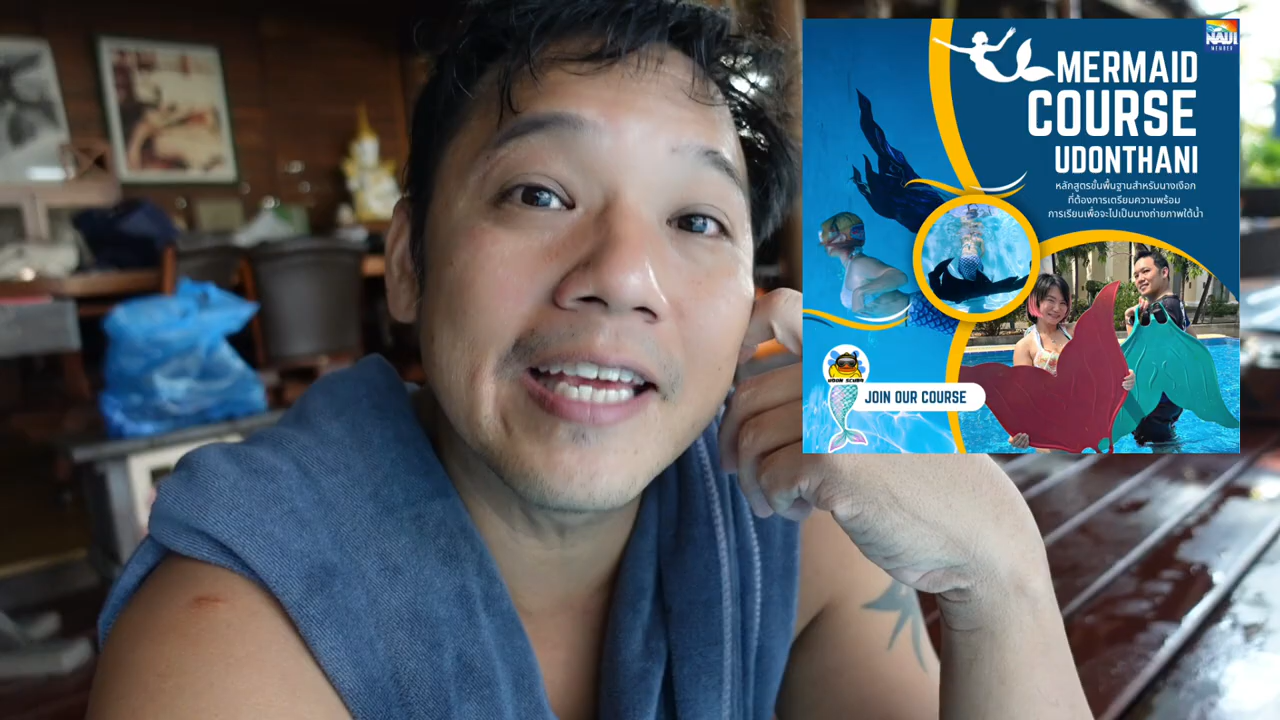 NAUI
MEMBER
MERMAID
COURSE
UDONTHANI
หลักสูตรขั้นพื้นฐานสำหรับนางเงือก
ที่ต้องการเตรียมความพร้อม
การเรียนเพื่อจะไปเป็นนางถ่ายภาพใต้น้ำ
UDON SCUBA
JOIN OUR COURSE